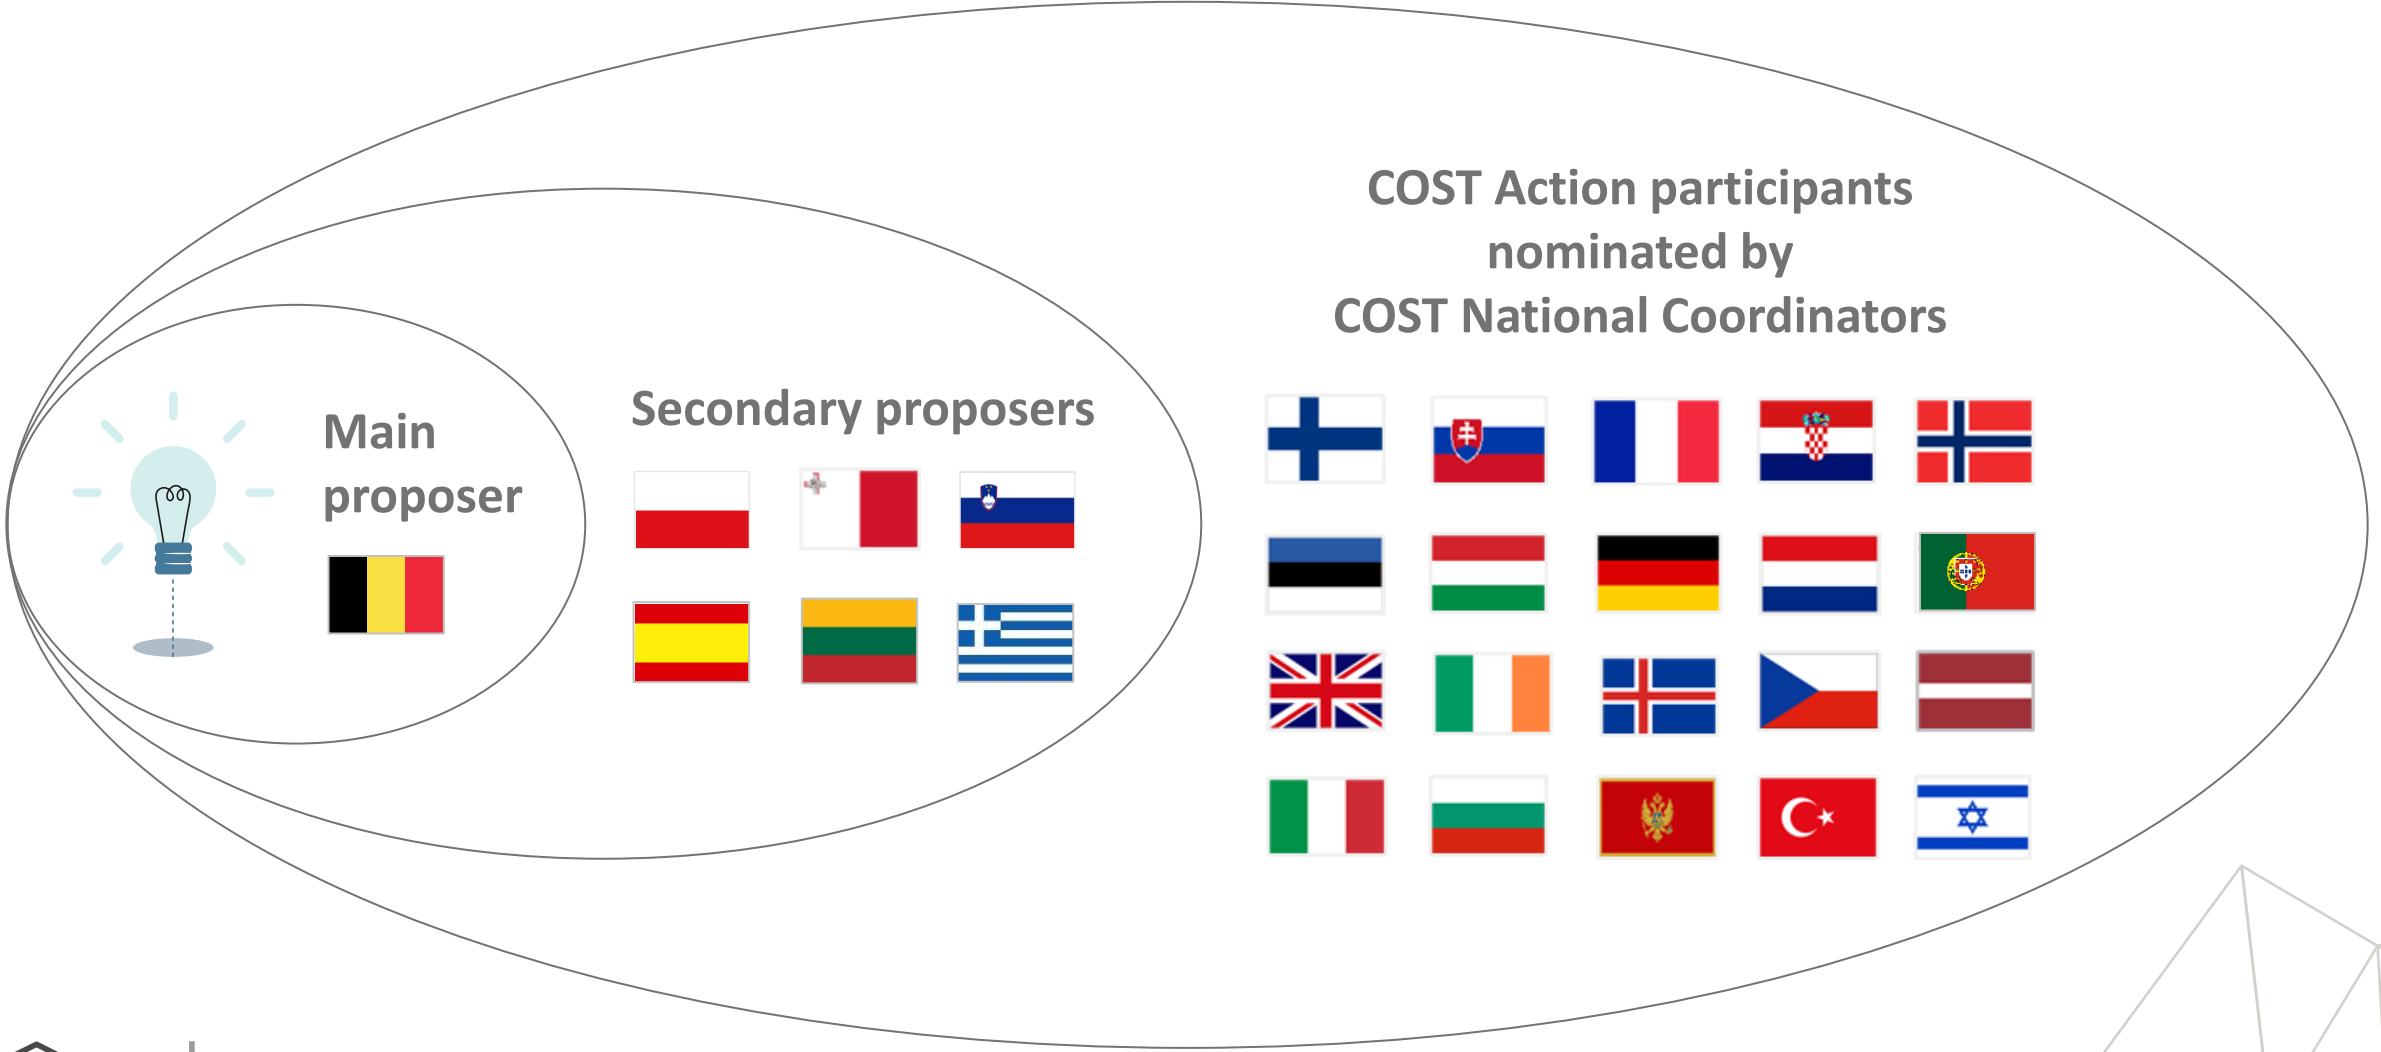 COST Action participants
nominated by
COST National Coordinators
Secondary proposers
Main
proposer